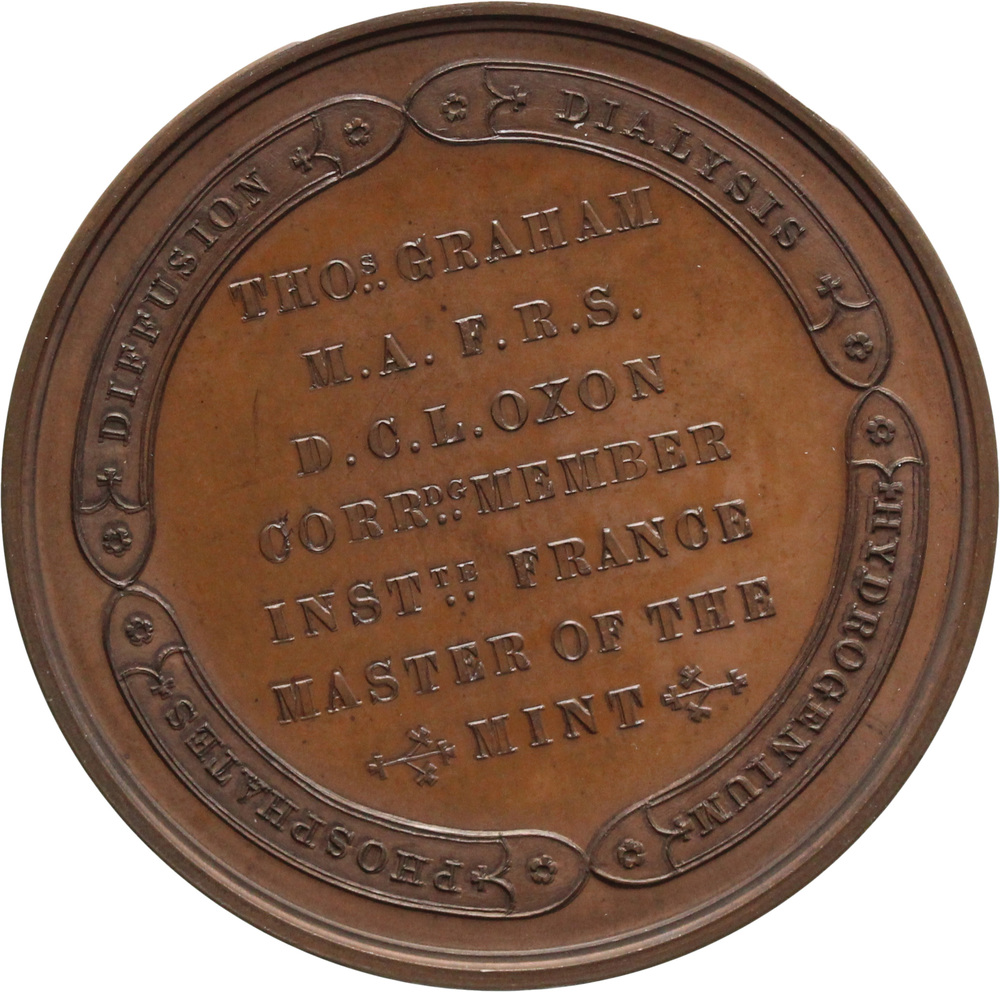 DIFFUSION
DIALYSIS
HYDROGENIUM
PHOSPHATES
THOS. GRAHAM
M.A. F.R.S.
D.C.L. OXON
CORRDG. MEMBER
INSTTE. FRANCE
MASTER OF THE
MINT